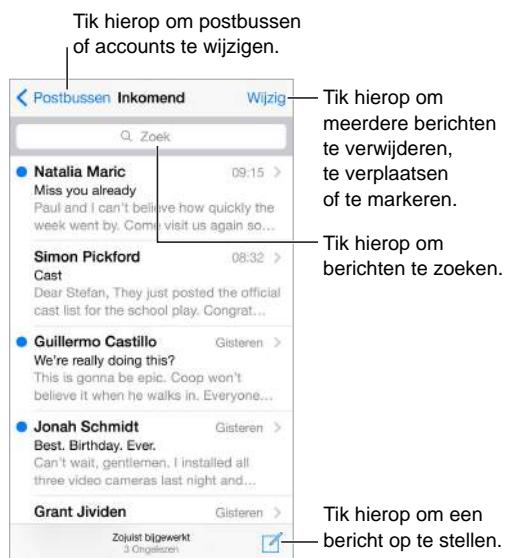 Tik hierop om postbussen
of accounts te wijzigen.
Postbussen Inkomend Wijzig
Tik hierop om
meerdere berichten
te verwijderen,
te verplaatsen
of te markeren.
Zoek
Tik hierop om
berichten te zoeken.
Natalia Maric 09:15
Miss you already
Paul and I can't believe how quickly the
week went by. Come visit us again so...
Simon Pickford 08:32
Cast
Dear Stefan, They just posted the official
cast list for the school play. Congrat...
Guillermo Castillo Gisteren
We're really doing this?
This is gonna be epic. Coop won't
believe it when he walks in. Everyone...
Jonah Schmidt Gisteren
Best. Birthday. Ever.
Can't wait, gentlemen. I installed all
three video cameras last night and...
Grant Jividen Gisteren
Zojuist bijgewerkt
3 Ongelezen
Tik hierop om een
bericht op te stellen.